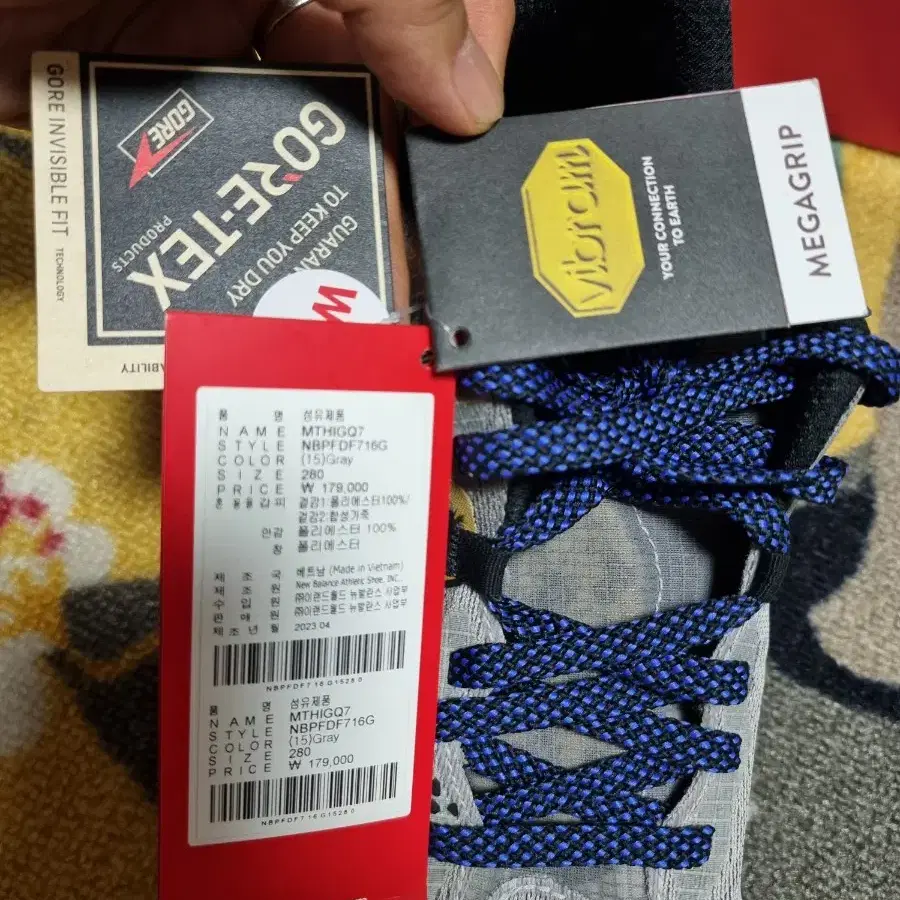 GORE INVISIBLE FIT TECHNOLOGY
GORE
GORE-TEX
PRODUCTS
TO KEEP YOU DRY
W
Vibram
YOUR CONNECTION
TO EARTH
MEGAGRIP
품 명 섬유제품
NAME MTHIGQ7
STYLE NBPFDF716G
COLOR (15)Gray
SIZE 280
PRICE ₩ 179,000
겉감1:폴리에스터100%/
겉감2:합성가죽
안감 폴리에스터 100%
폴리에스터
제 조 베트남 (Made in Vietnam)
제 조 New Balance Athletic Shoe, INC.
수 입 원 ㈜이랜드월드 뉴발란스 사업부
판 매 원 ㈜이랜드월드 뉴발란스 사업부
제조년월 2023.04
NBPFDF716G15280
품 명 섬유제품
NAME MTHIGQ7
STYLE NBPFDF716G
COLOR (15)Gray
SIZE 280
PRICE ₩ 179,000
NBPFDF716G15280